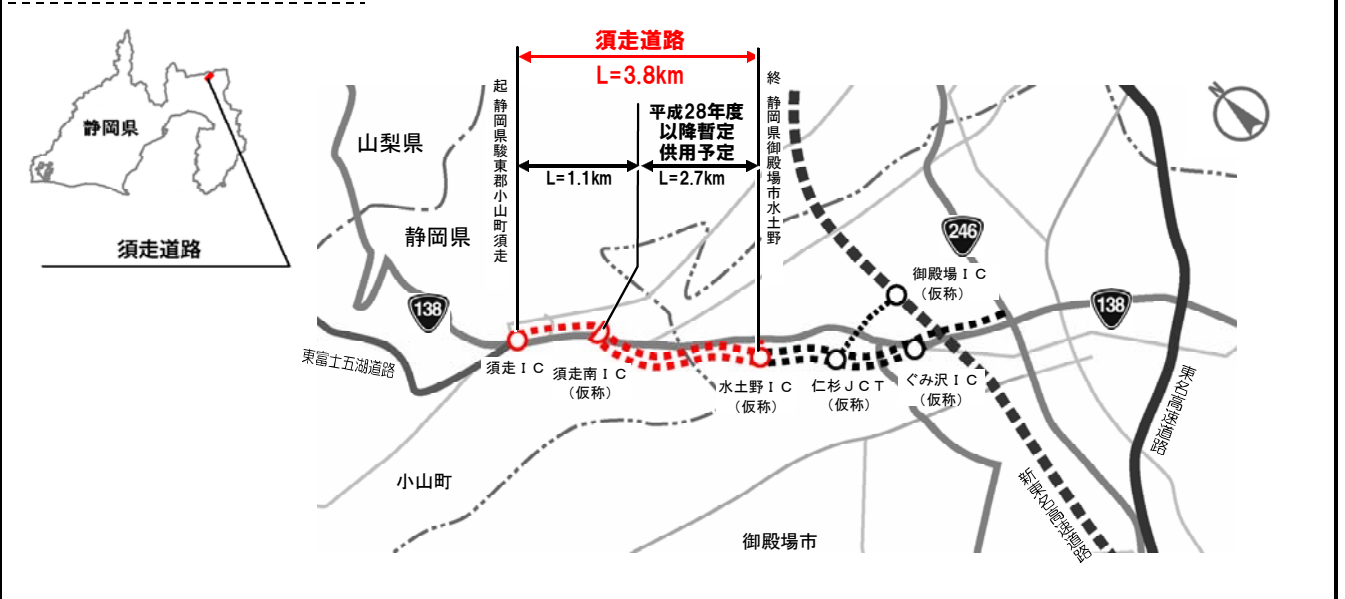 静岡県
須走道路
須走道路
L=3.8km
平成28年度
以降暫定
供用予定
L=1.1km
L=2.7km
起 静岡県駿東郡小山町須走
終 静岡県御殿場市水土野
N
山梨県
静岡県
138
246
138
御殿場IC
(仮称)
東富士五湖道路
須走IC
須走南IC
(仮称)
水土野IC
(仮称)
仁杉JCT
(仮称)
ぐみ沢IC
(仮称)
東名高速道路
新東名高速道路
小山町
御殿場市